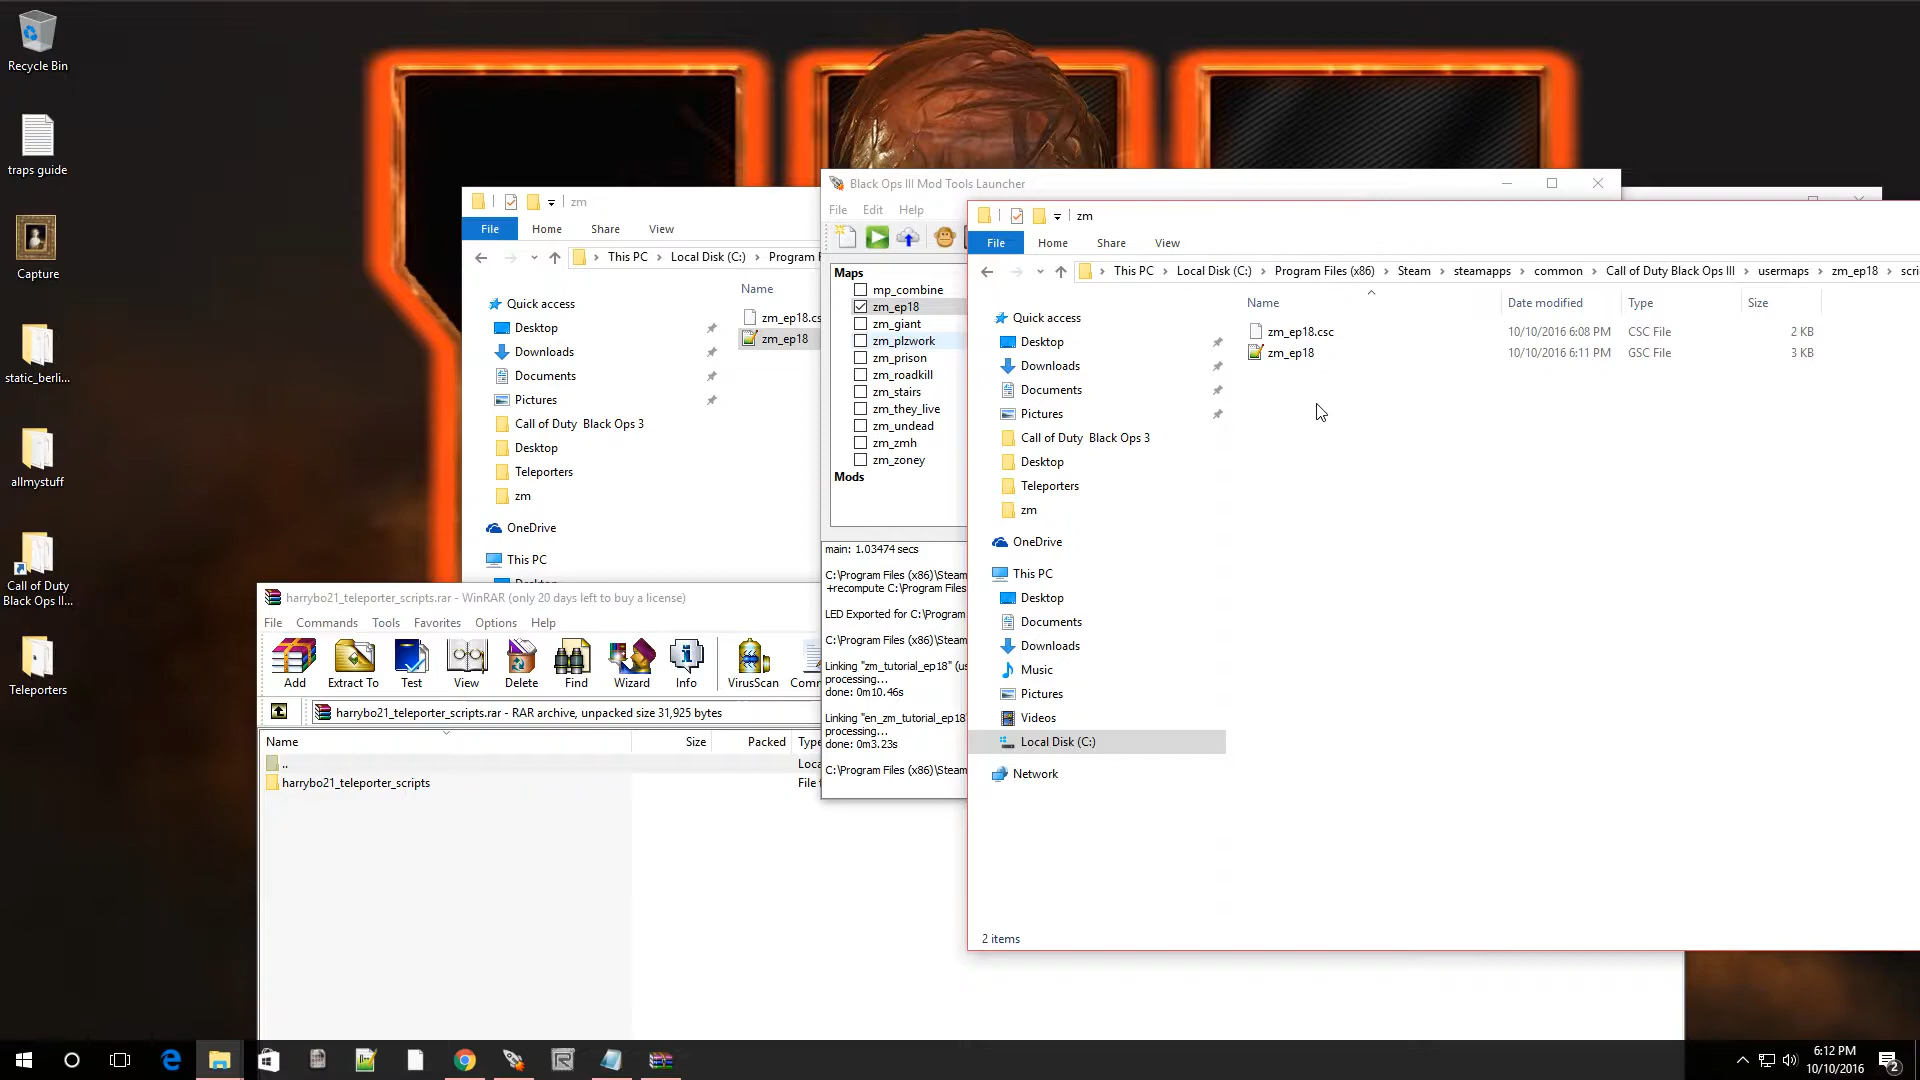 Recycle Bin
traps guide
Capture
static_berli...
allmystuff
Call of Duty
Black Ops II...
Teleporters
zm
File Home Share View
This PC Local Disk (C:) Program F
Name
Quick access
Desktop
Downloads
Documents
Pictures
Call of Duty Black Ops 3
Desktop
Teleporters
zm
OneDrive
This PC
zm_ep18.cs
zm_ep18
Black Ops III Mod Tools Launcher
File Edit Help
Maps
mp_combine
zm_ep18
zm_giant
zm_plzwork
zm_prison
zm_roadkill
zm_stairs
zm_they_live
zm_undead
zm_zmh
zm_zoney
Mods
main: 1.03474 secs
C:\Program Files (x86)\Steam
+recompute C:\Program Files
LED Exported for C:\Program
C:\Program Files (x86)\Steam
Linking "zm_tutorial_ep18" (us
processing...
done: 0m10.46s
Linking "en_zm_tutorial_ep18"
processing...
done: 0m3.23s
C:\Program Files (x86)\Steam
zm
File Home Share View
This PC Local Disk (C:) Program Files (x86) Steam steamapps common Call of Duty Black Ops III usermaps zm_ep18 scri
Name Date modified Type Size
zm_ep18.csc 10/10/2016 6:08 PM CSC File 2 KB
zm_ep18 10/10/2016 6:11 PM GSC File 3 KB
Quick access
Desktop
Downloads
Documents
Pictures
Call of Duty Black Ops 3
Desktop
Teleporters
zm
OneDrive
This PC
Desktop
Documents
Downloads
Music
Pictures
Videos
Local Disk (C:)
Network
2 items
harrybo21_teleporter_scripts.rar - WinRAR (only 20 days left to buy a license)
File Commands Tools Favorites Options Help
Add Extract To Test View Delete Find Wizard Info VirusScan Comm
harrybo21_teleporter_scripts.rar - RAR archive, unpacked size 31,925 bytes
Name Size Packed Type
.. Loca
harrybo21_teleporter_scripts File f
6:12 PM
10/10/2016
2